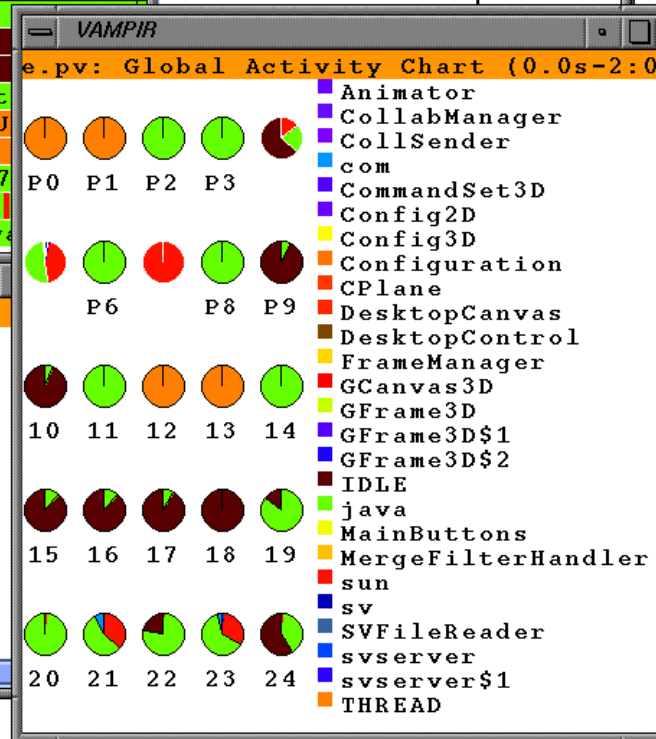 VAMPIR
e.pv: Global Activity Chart (0.0s-2:0
Animator
CollabManager
CollSender
com
P0 P1 P2 P3
CommandSet3D
Config2D
Config3D
Configuration
CPlane
P6 P8 P9
DesktopCanvas
DesktopControl
FrameManager
GCanvas3D
GFrame3D
10 11 12 13 14
GFrame3D$1
GFrame3D$2
IDLE
java
MainButtons
15 16 17 18 19
MergeFilterHandler
sun
sv
SVFileReader
svserver
20 21 22 23 24
svserver$1
THREAD